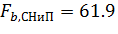 F_{b,СНиП} = 61.9